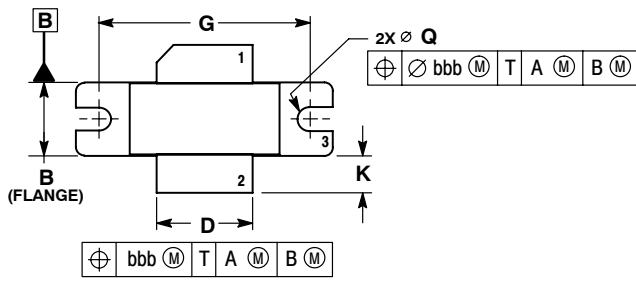 B
G
1
2X ⌀ Q
⌖ ⌀ bbb Ⓜ T A Ⓜ B Ⓜ
3
B
(FLANGE)
2
K
D
⌖ bbb Ⓜ T A Ⓜ B Ⓜ